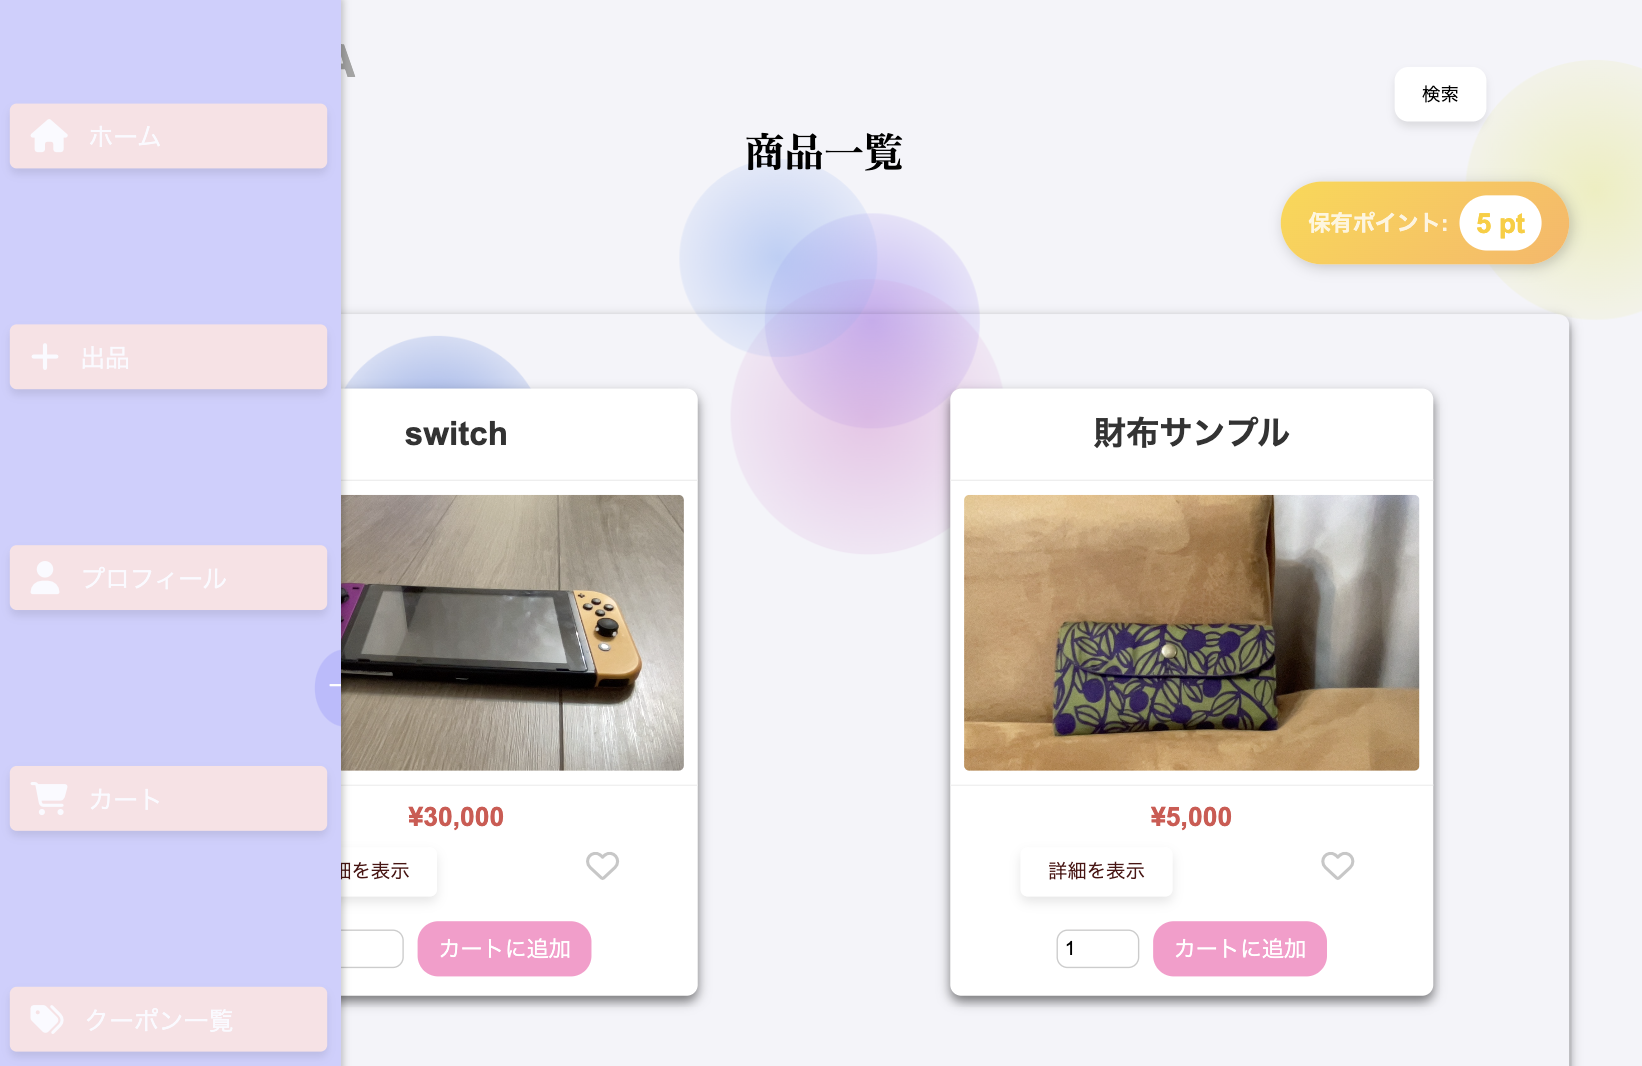 A
検索
商品一覧
保有ポイント: 5 pt
ホーム
出品
プロフィール
カート
クーポン一覧
switch
¥30,000
細を表示
カートに追加
財布サンプル
¥5,000
詳細を表示
1
カートに追加